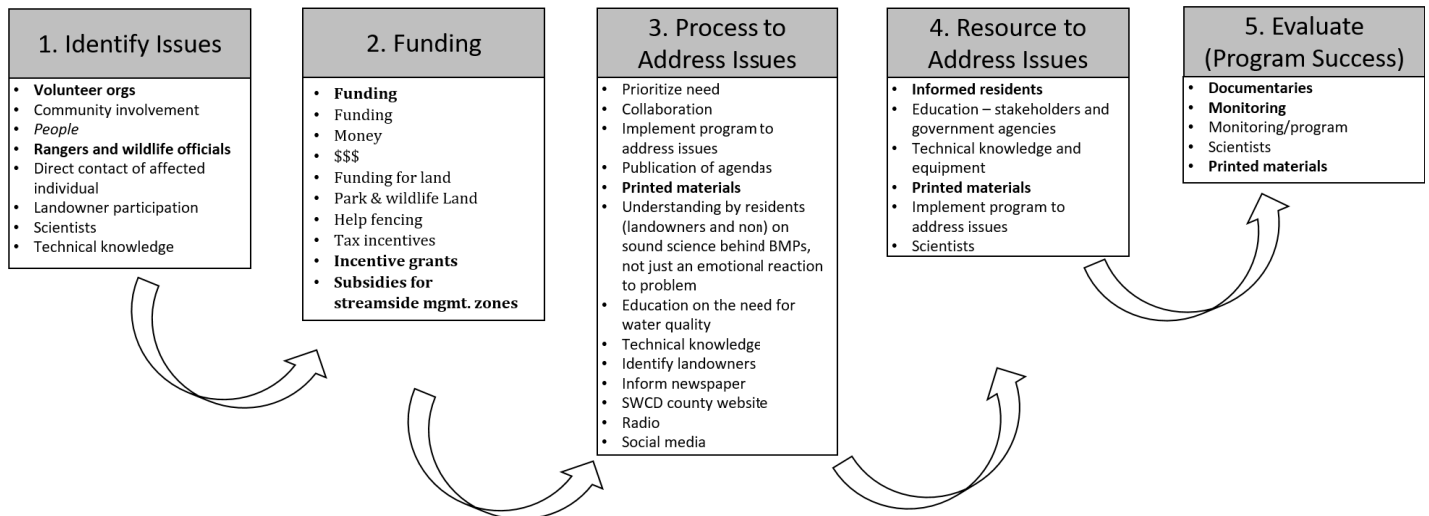 1. Identify Issues
• Volunteer orgs
• Community involvement
• People
• Rangers and wildlife officials
• Direct contact of affected
individual
• Landowner participation
• Scientists
• Technical knowledge
2. Funding
• Funding
• Funding
• Money
• $$$
• Funding for land
• Park & wildlife Land
• Help fencing
• Tax incentives
• Incentive grants
• Subsidies for
streamside mgmt. zones
3. Process to
Address Issues
• Prioritize need
• Collaboration
• Implement program to
address issues
• Publication of agendas
• Printed materials
• Understanding by residents
(landowners and non) on
sound science behind BMPs,
not just an emotional reaction
to problem
• Education on the need for
water quality
• Technical knowledge
• Identify landowners
• Inform newspaper
• SWCD county website
• Radio
• Social media
4. Resource to
Address Issues
• Informed residents
• Education – stakeholders and
government agencies
• Technical knowledge and
equipment
• Printed materials
• Implement program to
address issues
• Scientists
5. Evaluate
(Program Success)
• Documentaries
• Monitoring
• Monitoring/program
• Scientists
• Printed materials